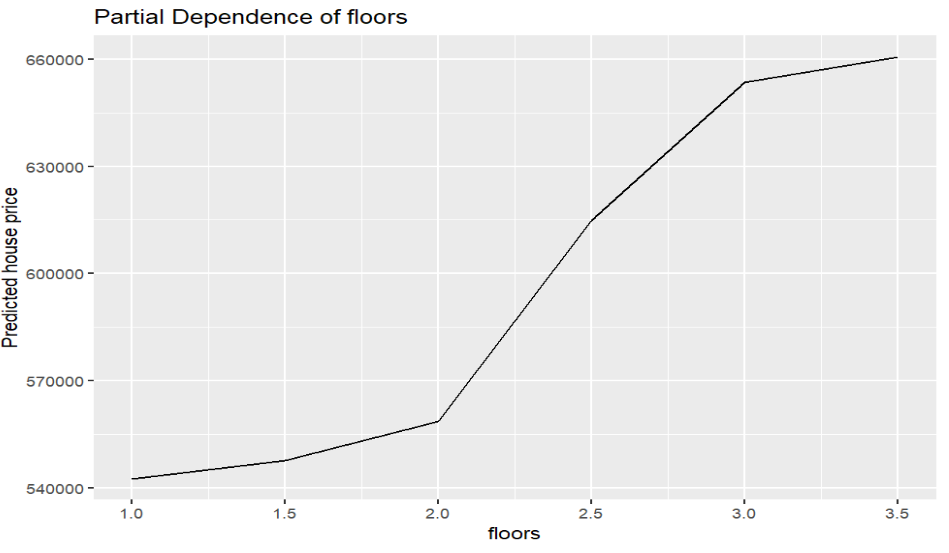 Partial Dependence of floors
Predicted house price
660000
630000
600000
570000
540000
1.0 1.5 2.0 2.5 3.0 3.5
floors